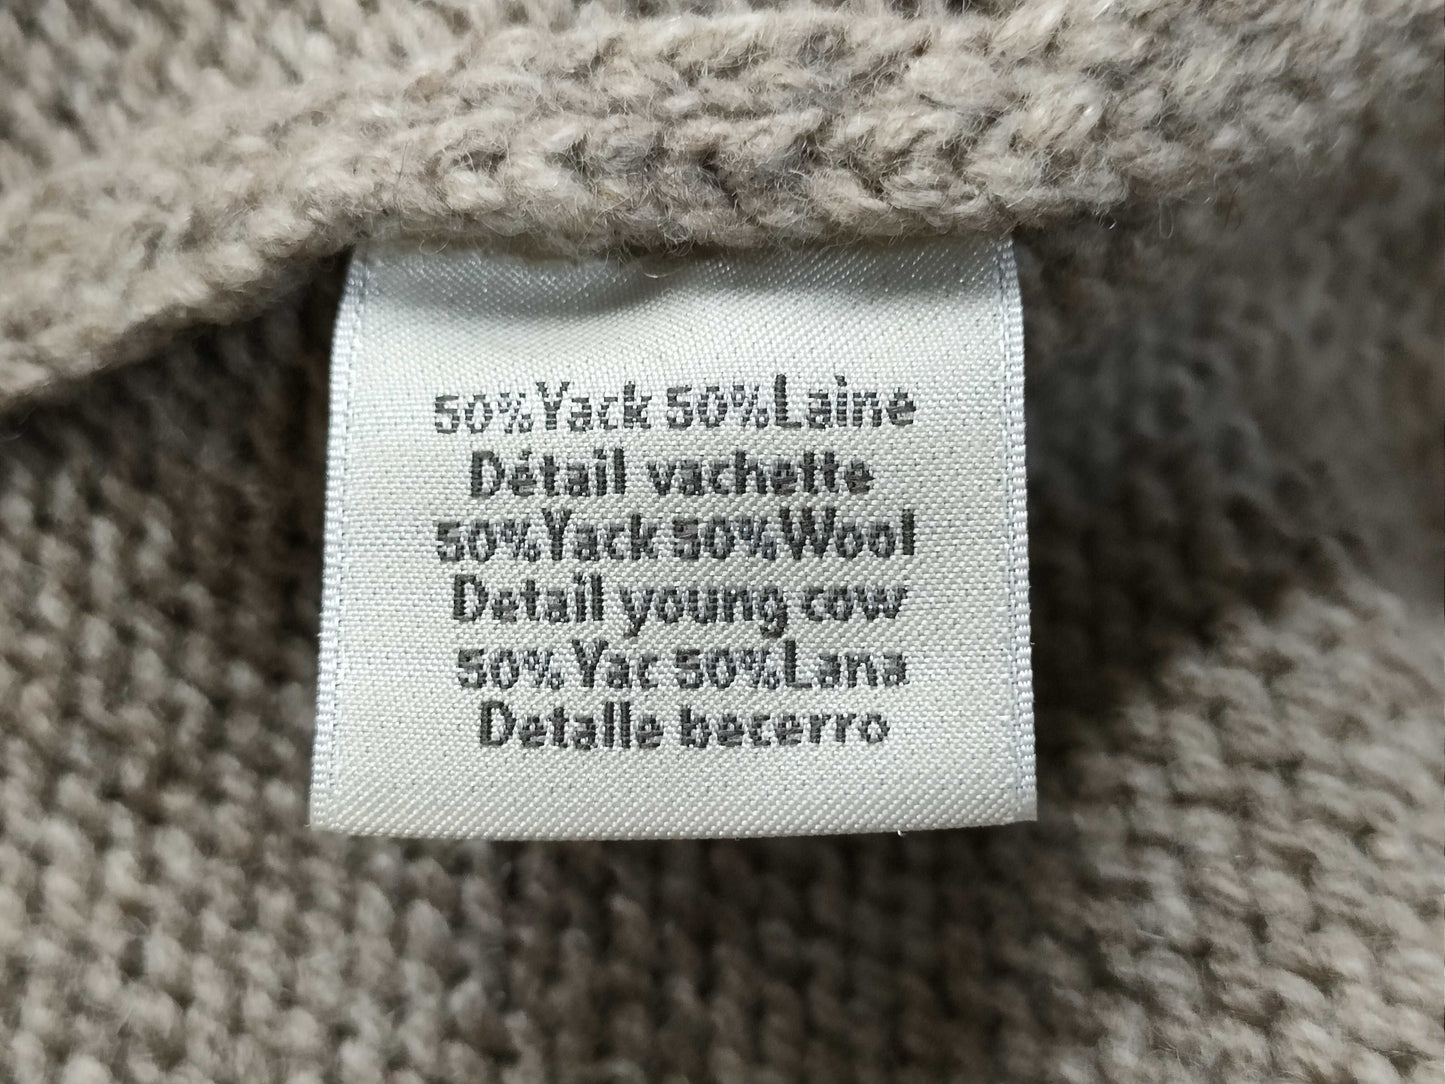 50%Yack 50%Laine
Détail vachette
50%Yack 50%Wool
Detail young cow
50%Yac 50%Lana
Detalle becerro